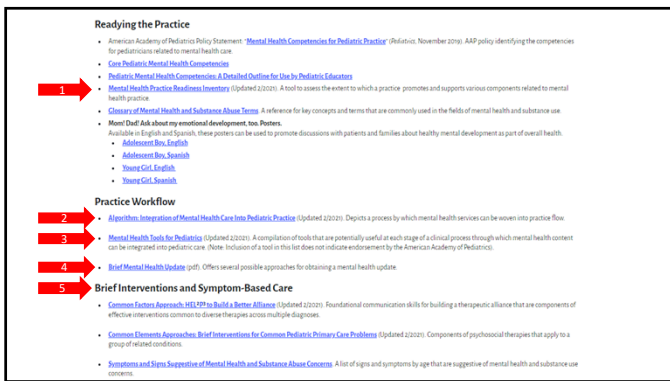 Readying the Practice
• American Academy of Pediatrics Policy Statement: "Mental Health Competencies for Pediatric Practice" (Pediatrics, November 2019). AAP policy identifying the competencies
for pediatricians related to mental health care.
• Core Pediatric Mental Health Competencies
• Pediatric Mental Health Competencies: A Detailed Outline for Use by Pediatric Educators
1 • Mental Health Practice Readiness Inventory (Updated 2/2021). A tool to assess the extent to which a practice promotes and supports various components related to mental
health practice.
• Glossary of Mental Health and Substance Abuse Terms. A reference for key concepts and terms that are commonly used in the fields of mental health and substance use.
• Mom! Dad! Ask about my emotional development, too. Posters.
Available in English and Spanish, these posters can be used to promote discussions with patients and families about healthy mental development as part of overall health.
• Adolescent Boy, English
• Adolescent Boy, Spanish
• Young Girl, English
• Young Girl, Spanish
Practice Workflow
2 • Algorithm: Integration of Mental Health Care Into Pediatric Practice (Updated 2/2021). Depicts a process by which mental health services can be woven into practice flow.
3 • Mental Health Tools for Pediatrics (Updated 2/2021). A compilation of tools that are potentially useful at each stage of a clinical process through which mental health content
can be integrated into pediatric care. (Note: Inclusion of a tool in this list does not indicate endorsement by the American Academy of Pediatrics).
4 • Brief Mental Health Update (pdf). Offers several possible approaches for obtaining a mental health update.
5 Brief Interventions and Symptom-Based Care
• Common Factors Approach: HEL²P³ to Build a Better Alliance (Updated 2/2021). Foundational communication skills for building a therapeutic alliance that are components of
effective interventions common to diverse therapies across multiple diagnoses.
• Common Elements Approaches: Brief Interventions for Common Pediatric Primary Care Problems (Updated 2/2021). Components of psychosocial therapies that apply to a
group of related conditions.
• Symptoms and Signs Suggestive of Mental Health and Substance Abuse Concerns. A list of signs and symptoms by age that are suggestive of mental health and substance use
concerns.